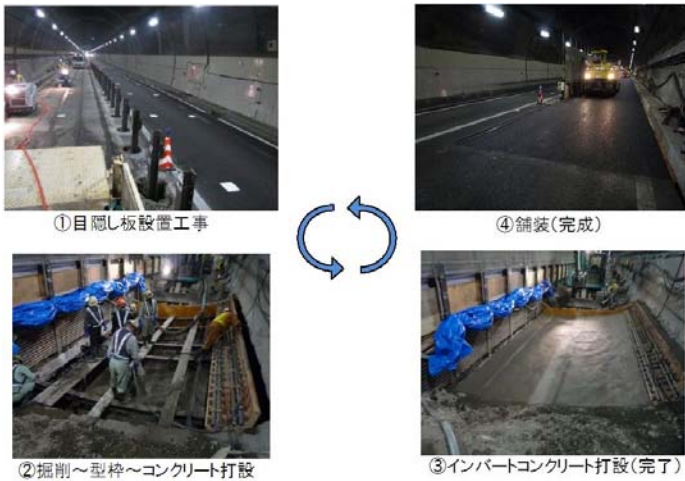 ①目隠し板設置工事
④舗装(完成)
②掘削～型枠～コンクリート打設
③インバートコンクリート打設(完了)